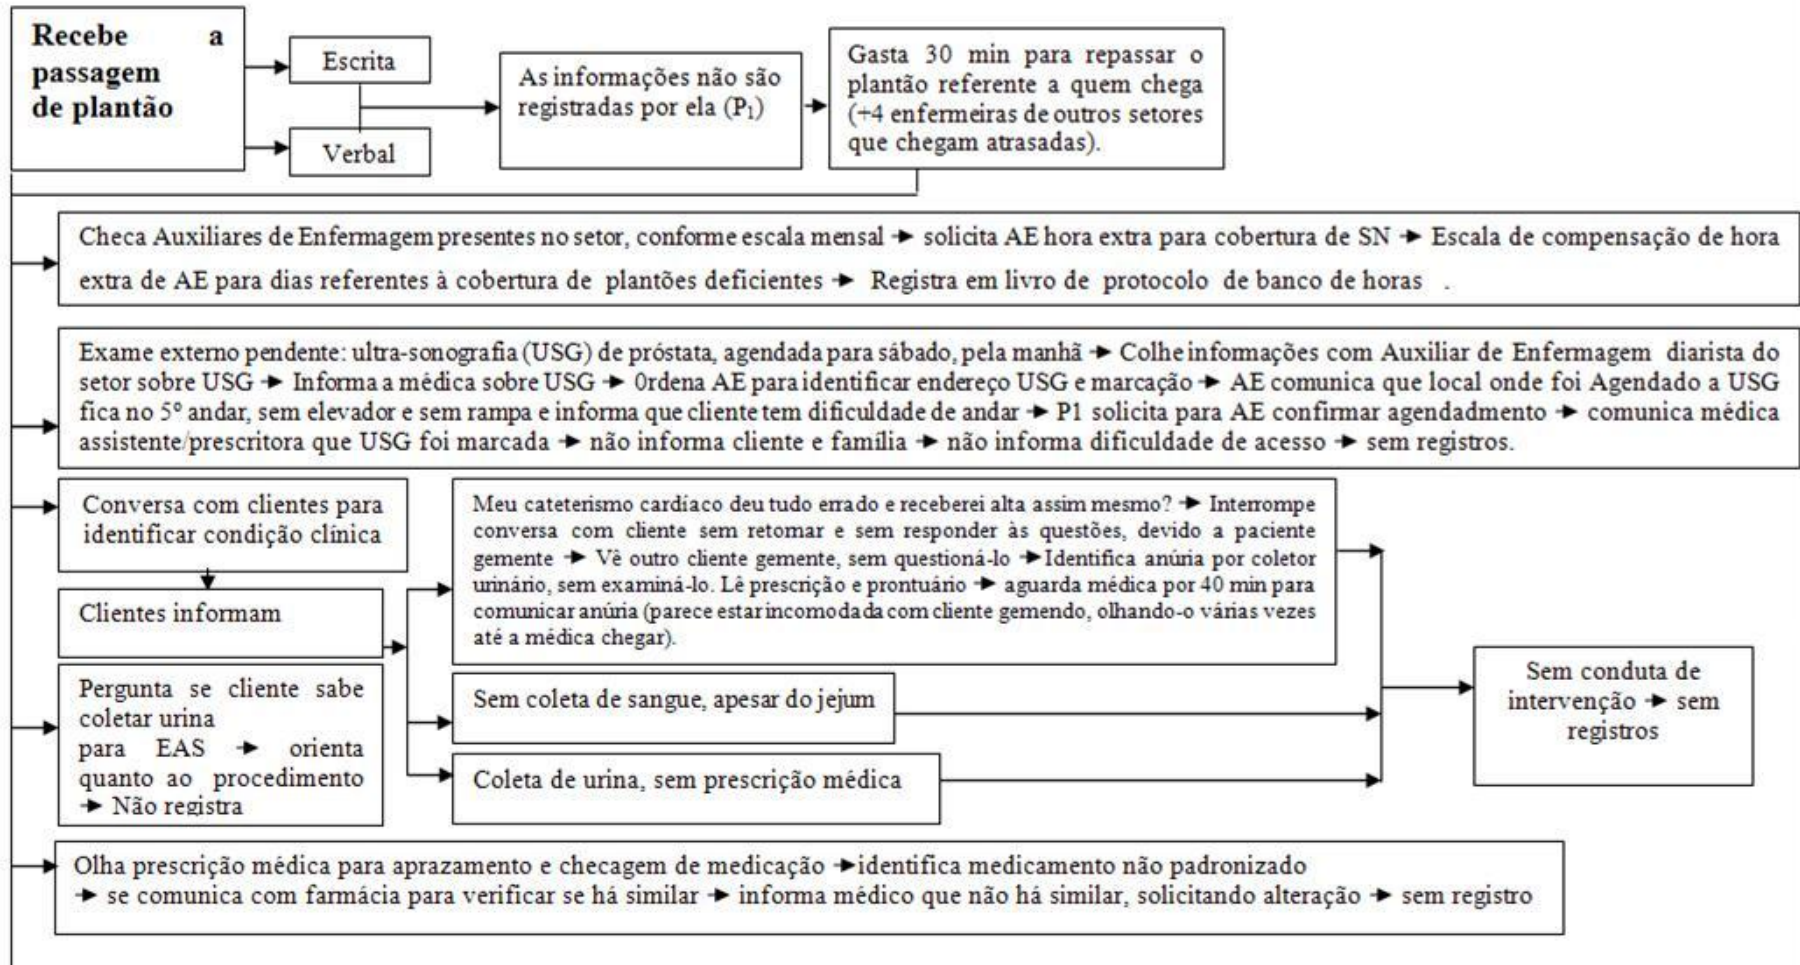 Recebe a
passagem
de plantão
Escrita
Verbal
As informações não são
registradas por ela (P₁)
Gasta 30 min para repassar o
plantão referente a quem chega
(+4 enfermeiras de outros setores
que chegam atrasadas).
Checa Auxiliares de Enfermagem presentes no setor, conforme escala mensal → solicita AE hora extra para cobertura de SN → Escala de compensação de hora
extra de AE para dias referentes à cobertura de plantões deficientes → Registra em livro de protocolo de banco de horas .
Exame externo pendente: ultra-sonografia (USG) de próstata, agendada para sábado, pela manhã → Colhe informações com Auxiliar de Enfermagem diarista do
setor sobre USG → Informa a médica sobre USG → 0rdena AE para identificar endereço USG e marcação → AE comunica que local onde foi Agendado a USG
fica no 5º andar, sem elevador e sem rampa e informa que cliente tem dificuldade de andar → P1 solicita para AE confirmar agendadmento → comunica médica
assistente/prescritora que USG foi marcada → não informa cliente e família → não informa dificuldade de acesso → sem registros.
Conversa com clientes para
identificar condição clínica
Clientes informam
Pergunta se cliente sabe
coletar urina
para EAS → orienta
quanto ao procedimento
→ Não registra
Meu cateterismo cardíaco deu tudo errado e receberei alta assim mesmo? → Interrompe
conversa com cliente sem retomar e sem responder às questões, devido a paciente
gemente → Vê outro cliente gemente, sem questioná-lo → Identifica anúria por coletor
urinário, sem examiná-lo. Lê prescrição e prontuário → aguarda médica por 40 min para
comunicar anúria (parece estar incomodada com cliente gemendo, olhando-o várias vezes
até a médica chegar).
Sem coleta de sangue, apesar do jejum
Coleta de urina, sem prescrição médica
Sem conduta de
intervenção → sem
registros
Olha prescrição médica para aprazamento e checagem de medicação → identifica medicamento não padronizado
→ se comunica com farmácia para verificar se há similar → informa médico que não há similar, solicitando alteração → sem registro